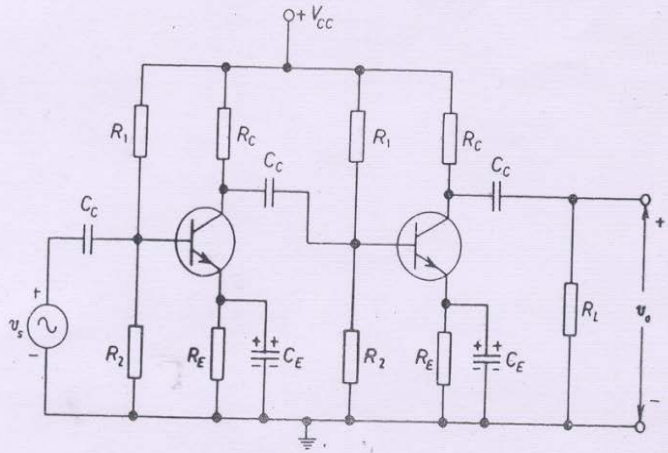 + V_CC
R_1
R_C
C_C
R_1
R_C
C_C
C_C
+
v_s
-
R_2
R_E
+ +
C_E
R_2
R_E
+ +
C_E
R_L
+
v_o
-